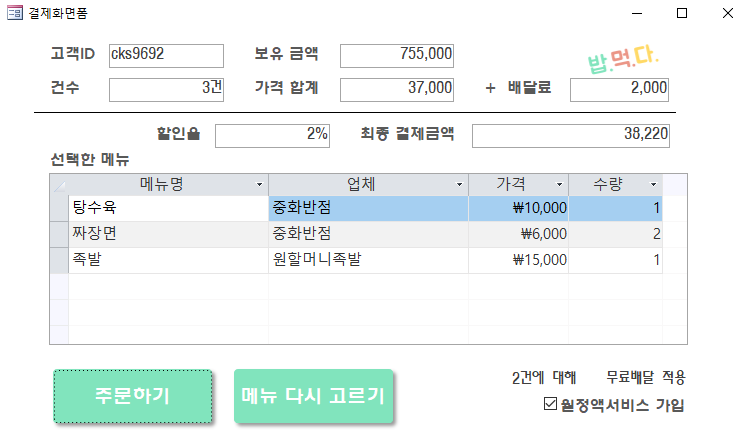 결제화면폼
고객ID cks9692 보유 금액 755,000 밥.먹.다.
건수 3건 가격 합계 37,000 + 배달료 2,000
할인율 2% 최종 결제금액 38,220
선택한 메뉴
메뉴명 업체 가격 수량
탕수육 중화반점 ₩10,000 1
짜장면 중화반점 ₩6,000 2
족발 원할머니족발 ₩15,000 1
주문하기 메뉴 다시 고르기 2건에 대해 무료배달 적용
월정액서비스 가입